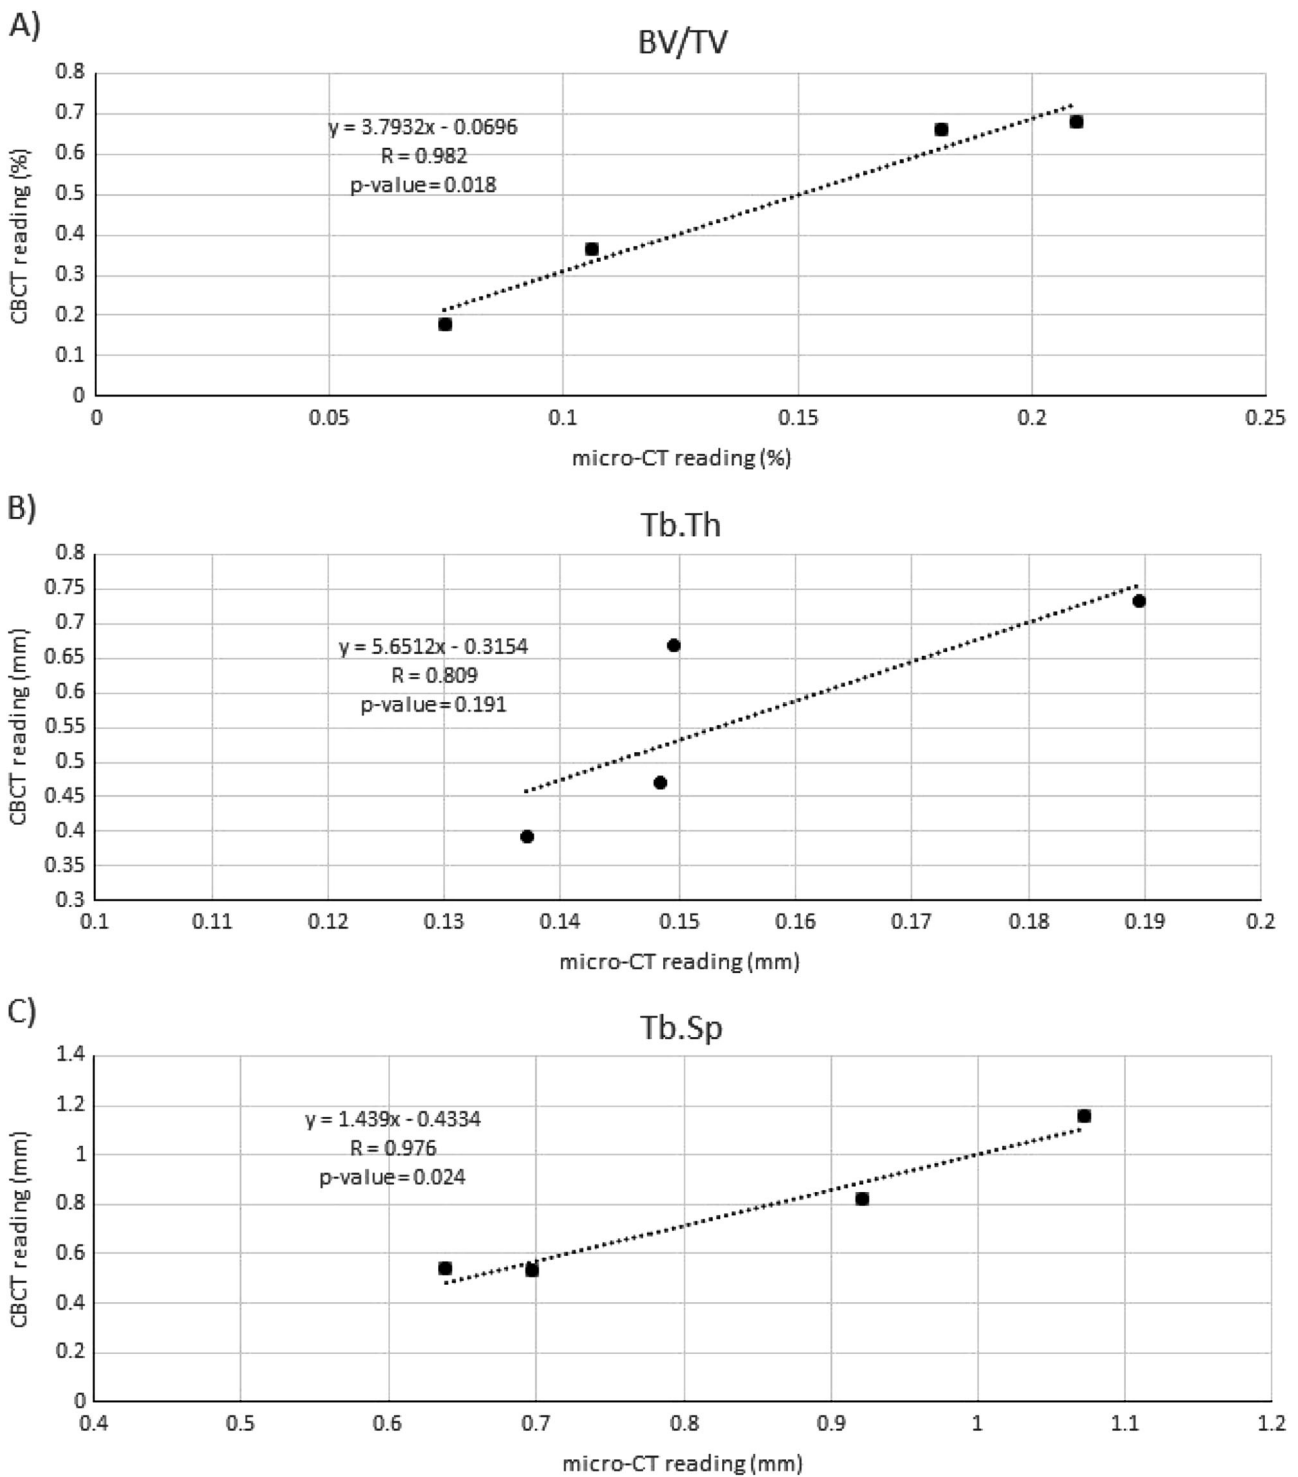 A)
BV/TV
0.8
0.7
0.6
0.5
0.4
0.3
0.2
0.1
0
CBCT reading (%)
y = 3.7932x - 0.0696
R = 0.982
p-value = 0.018
0 0.05 0.1 0.15 0.2 0.25
micro-CT reading (%)
B)
Tb.Th
0.8
0.75
0.7
0.65
0.6
0.55
0.5
0.45
0.4
0.35
0.3
CBCT reading (mm)
y = 5.6512x - 0.3154
R = 0.809
p-value = 0.191
0.1 0.11 0.12 0.13 0.14 0.15 0.16 0.17 0.18 0.19 0.2
micro-CT reading (mm)
C)
Tb.Sp
1.4
1.2
1
0.8
0.6
0.4
0.2
0
CBCT reading (mm)
y = 1.439x - 0.4334
R = 0.976
p-value = 0.024
0.4 0.5 0.6 0.7 0.8 0.9 1 1.1 1.2
micro-CT reading (mm)